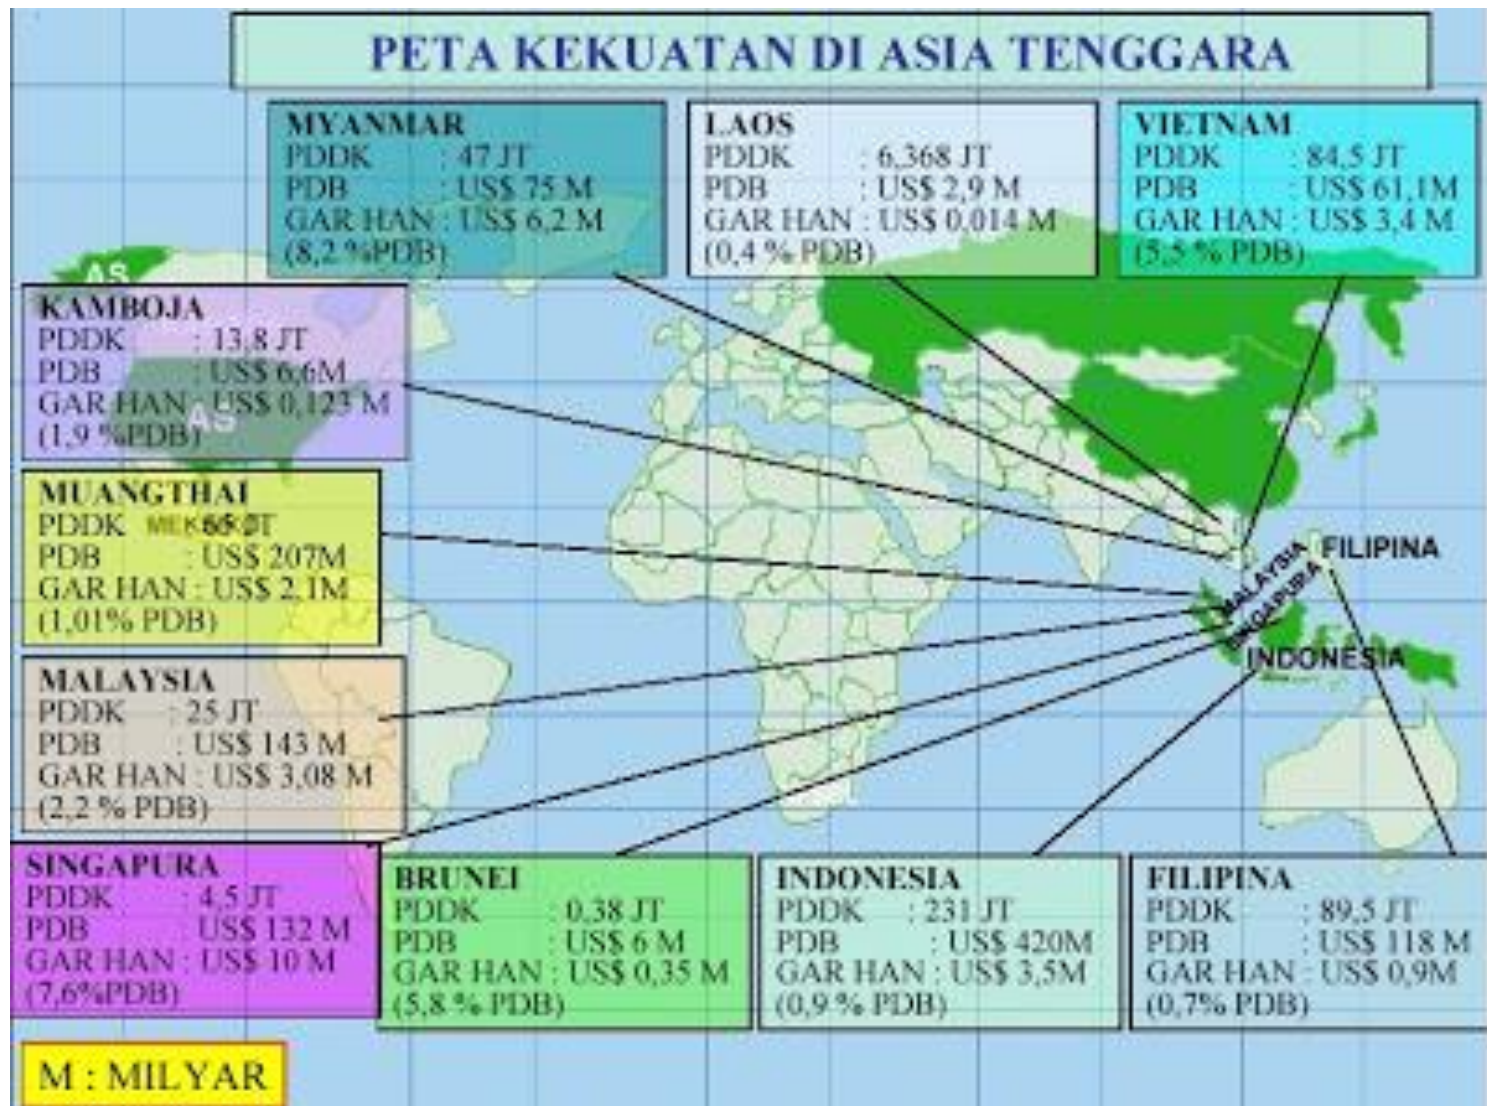 PETA KEKUATAN DI ASIA TENGGARA
MYANMAR
PDDK : 47 JT
PDB : US$ 75 M
GAR HAN : US$ 6,2 M
(8,2 %PDB)
LAOS
PDDK : 6,368 JT
PDB : US$ 2,9 M
GAR HAN : US$ 0,014 M
(0,4 % PDB)
VIETNAM
PDDK : 84,5 JT
PDB : US$ 61,1M
GAR HAN : US$ 3,4 M
(5,5 % PDB)
AS
KAMBOJA
PDDK : 13,8 JT
PDB : US$ 6,6M
GAR HAN : US$ 0,123 M
AS
(1,9 %PDB)
MUANGTHAI
PDDK : 65 JT
PDB : US$ 207M
GAR HAN : US$ 2,1M
(1,01% PDB)
MALAYSIA
PDDK : 25 JT
PDB : US$ 143 M
GAR HAN : US$ 3,08 M
(2,2 % PDB)
FILIPINA
MALAYSIA
SINGAPURA
INDONESIA
SINGAPURA
PDDK : 4,5 JT
PDB : US$ 132 M
GAR HAN : US$ 10 M
(7,6%PDB)
BRUNEI
PDDK : 0,38 JT
PDB : US$ 6 M
GAR HAN : US$ 0,35 M
(5,8 % PDB)
INDONESIA
PDDK : 231 JT
PDB : US$ 420M
GAR HAN : US$ 3,5M
(0,9 % PDB)
FILIPINA
PDDK : 89,5 JT
PDB : US$ 118 M
GAR HAN : US$ 0,9M
(0,7% PDB)
M : MILYAR